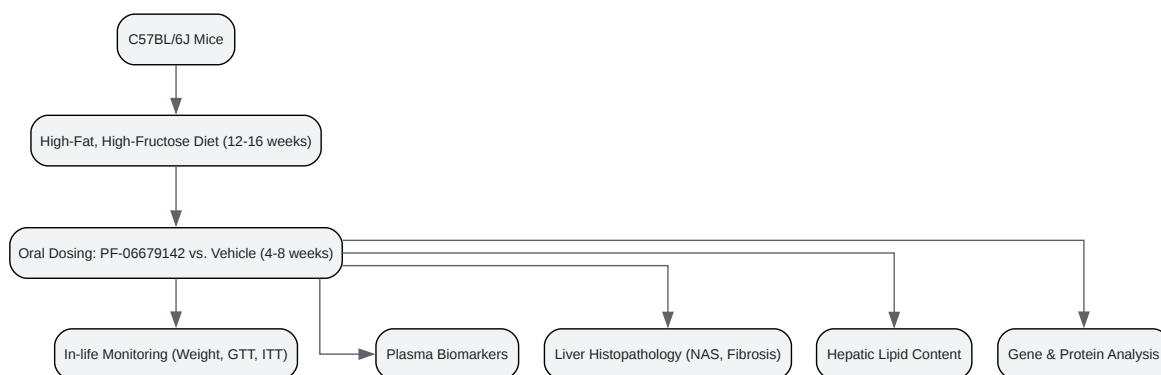 C57BL/6J Mice
High-Fat, High-Fructose Diet (12-16 weeks)
Oral Dosing: PF-06679142 vs. Vehicle (4-8 weeks)
In-life Monitoring (Weight, GTT, ITT)
Plasma Biomarkers
Liver Histopathology (NAS, Fibrosis)
Hepatic Lipid Content
Gene & Protein Analysis